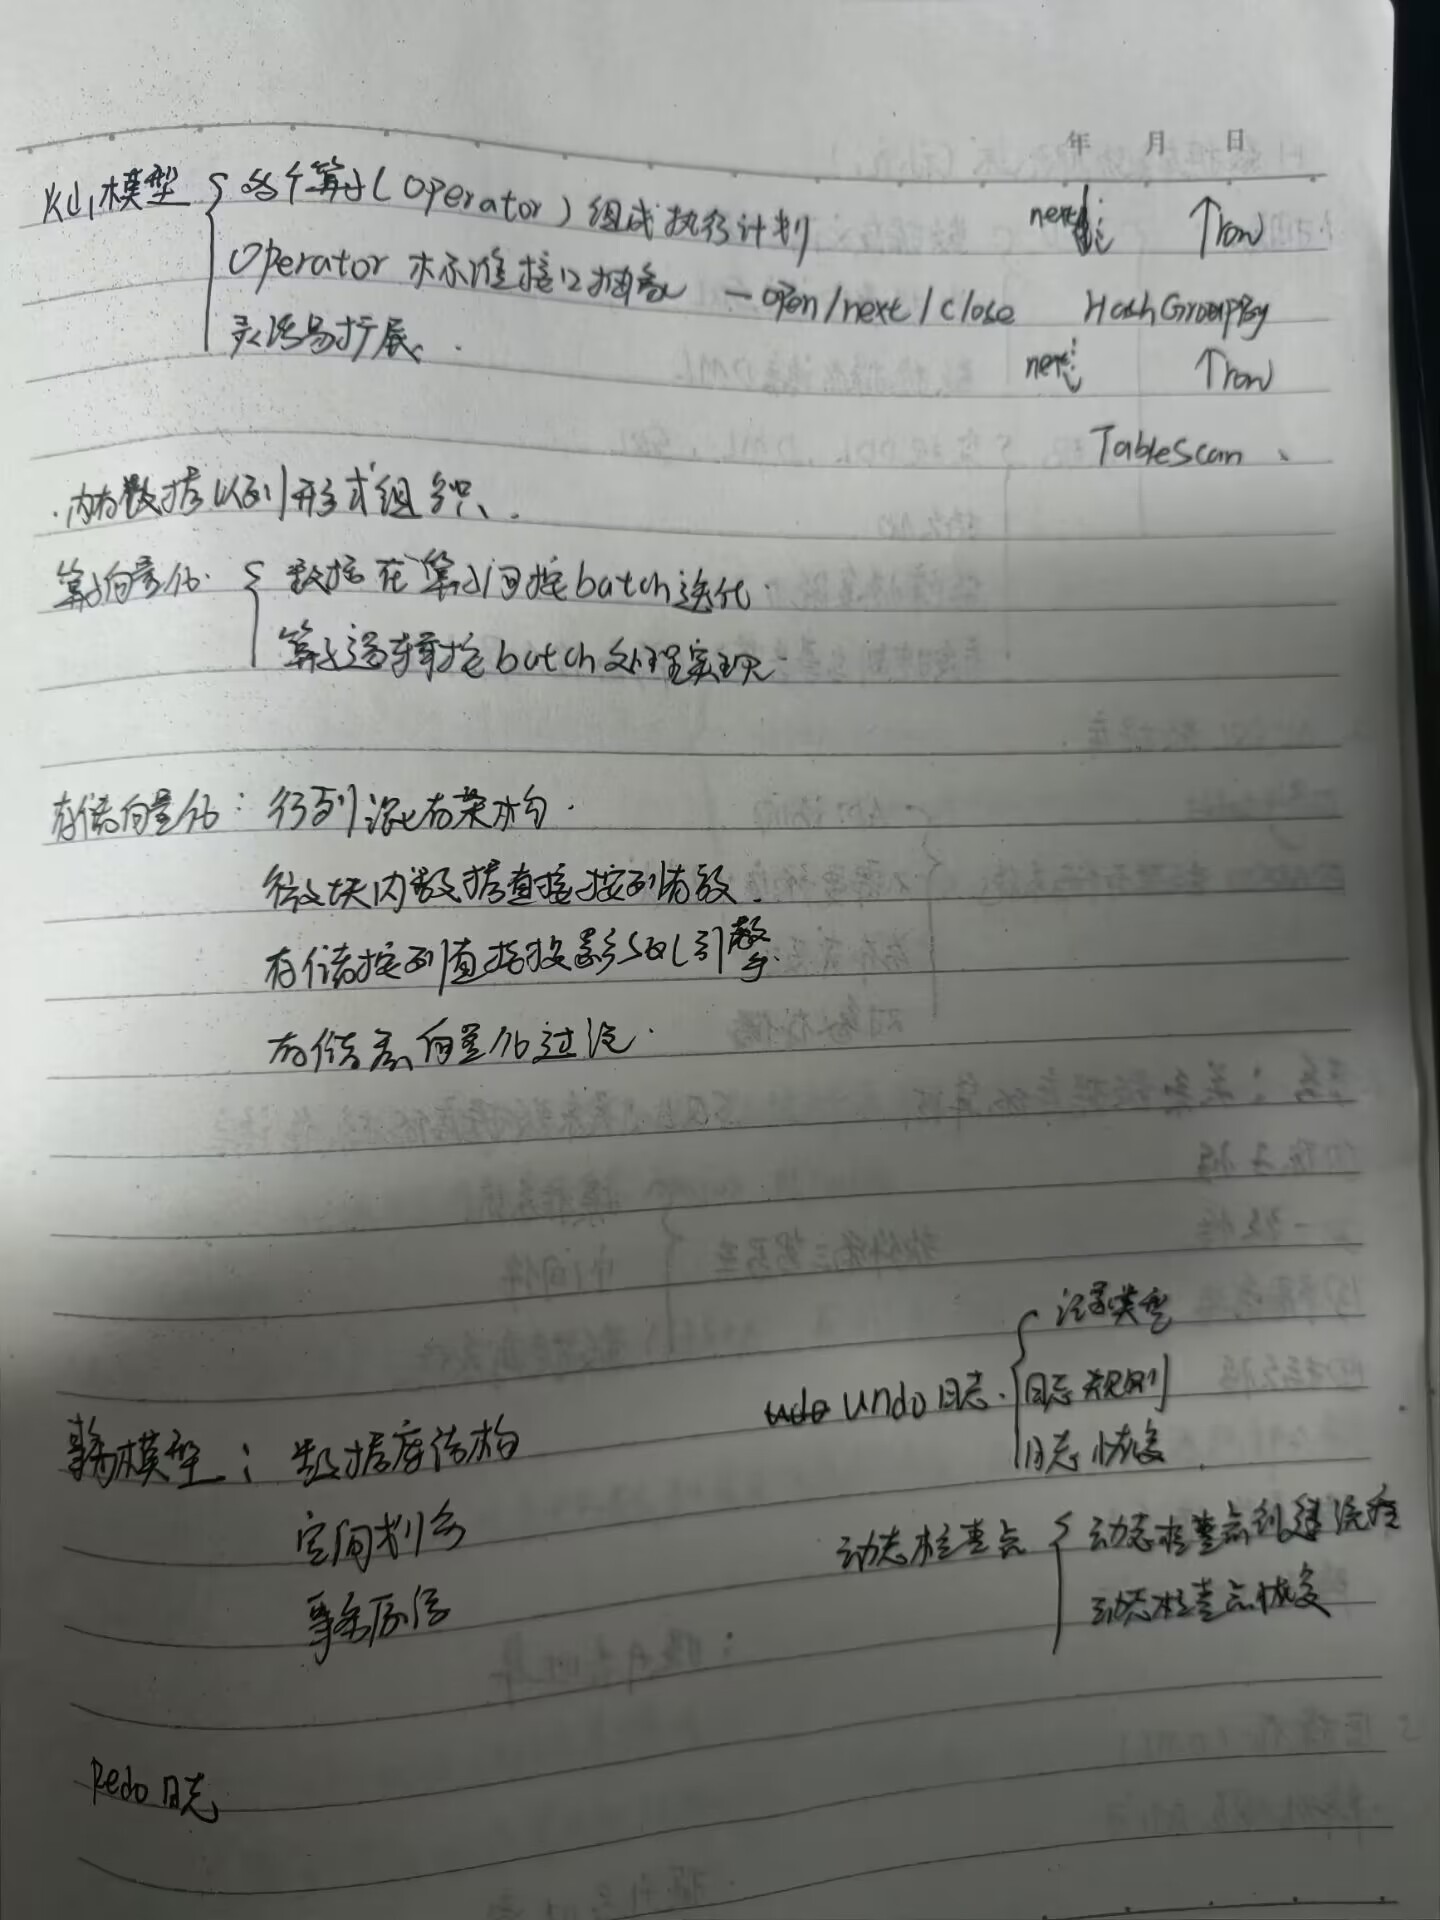 年 月 日
火山模型 { 各个算子(Operator)组成执行计划
next ↑row
Operator 标准接口抽象 — open/next/close HashGroupBy
灵活易扩展.
next ↑row
TableScan
.内存数据以列形式组织.
算子向量化. { 数据在算子间按batch迭代.
算子逻辑按batch处理实现.
存储向量化: 行列混存架构.
微块内数据直接按列存放.
存储按列直接投影SQL引擎.
存储层向量化过滤.
记录类型
undo日志. 日志规则
日志恢复
事务模型: 数据库结构
空间划分
动态检查点 { 动态检查点创建流程
动态检查点恢复
事务原语
Redo日志